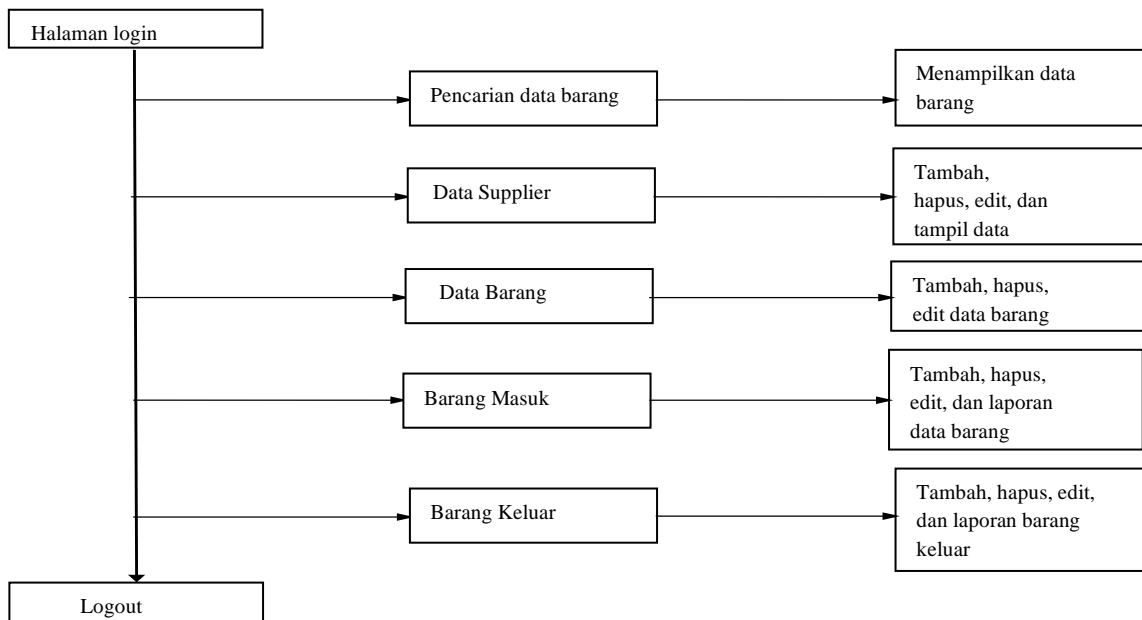 Halaman login
Pencarian data barang
Menampilkan data
barang
Data Supplier
Tambah,
hapus, edit, dan
tampil data
Data Barang
Tambah, hapus,
edit data barang
Barang Masuk
Tambah, hapus,
edit, dan laporan
data barang
Barang Keluar
Tambah, hapus, edit,
dan laporan barang
keluar
Logout